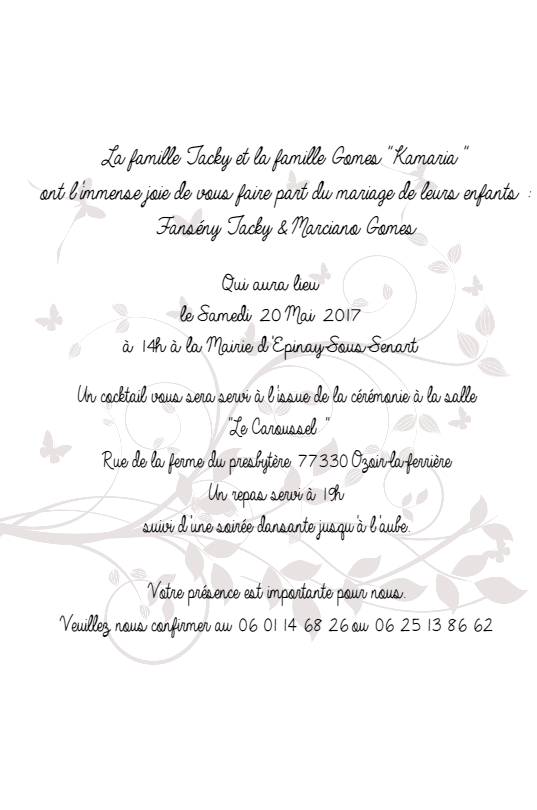 La famille Tacky et la famille Gomes "Kamaria "
ont l'immense joie de vous faire part du mariage de leurs enfants :
Fansény Tacky & Marciano Gomes
Qui aura lieu
le Samedi 20 Mai 2017
à 14h à la Mairie d'Epinay-Sous-Senart
Un cocktail vous sera servi à l'issue de la cérémonie à la salle
"Le Caroussel "
Rue de la ferme du presbytère 77330 Ozoir-la-ferrière
Un repas servi à 19h
suivi d'une soirée dansante jusqu'à l'aube.
Votre présence est importante pour nous.
Veuillez nous confirmer au 06 01 14 68 26 ou 06 25 13 86 62